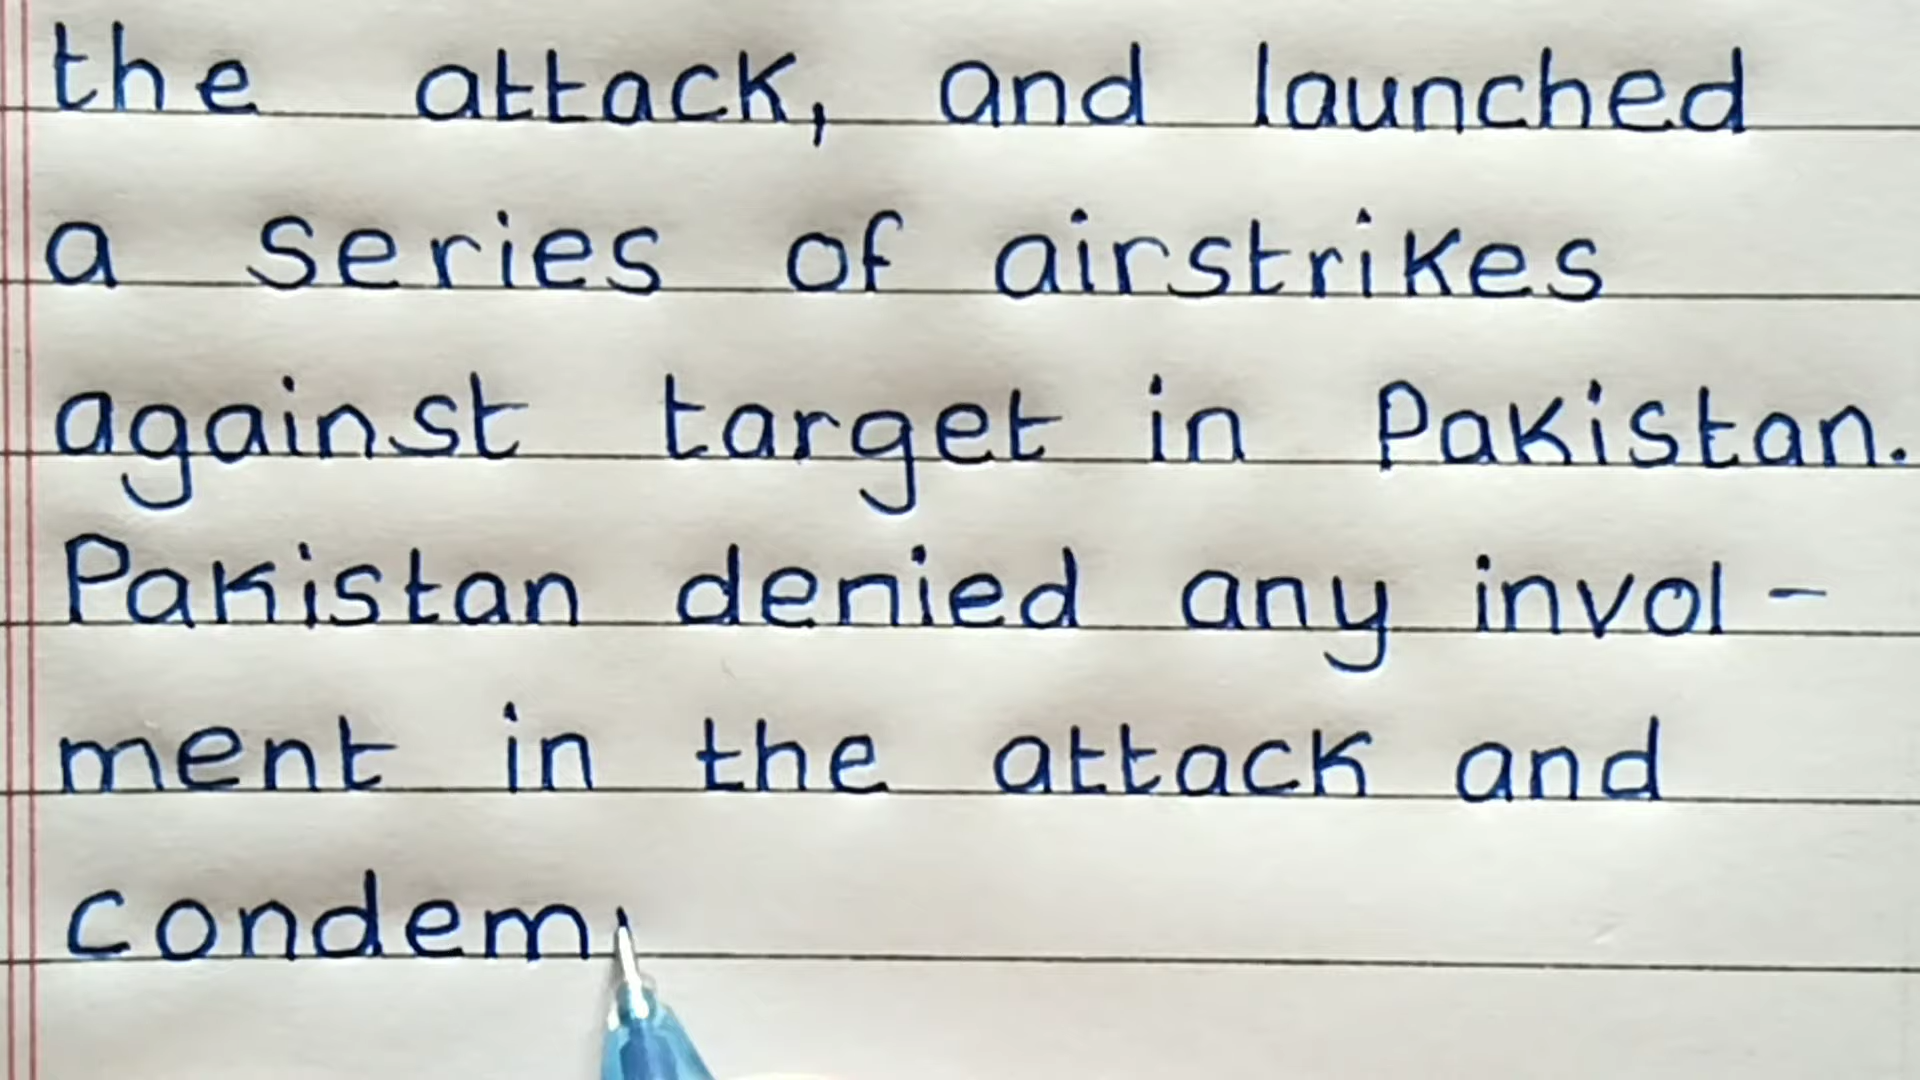 the attack, and launched
a series of airstrikes
against target in Pakistan.
Pakistan denied any invol-
ment in the attack and
condem